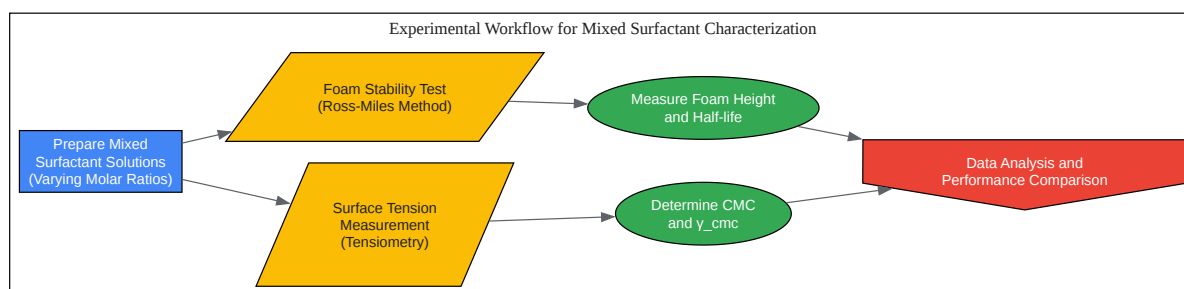 Experimental Workflow for Mixed Surfactant Characterization
Prepare Mixed
Surfactant Solutions
(Varying Molar Ratios)
Foam Stability Test
(Ross-Miles Method)
Measure Foam Height
and Half-life
Surface Tension
Measurement
(Tensiometry)
Determine CMC
and γ_cmc
Data Analysis and
Performance Comparison